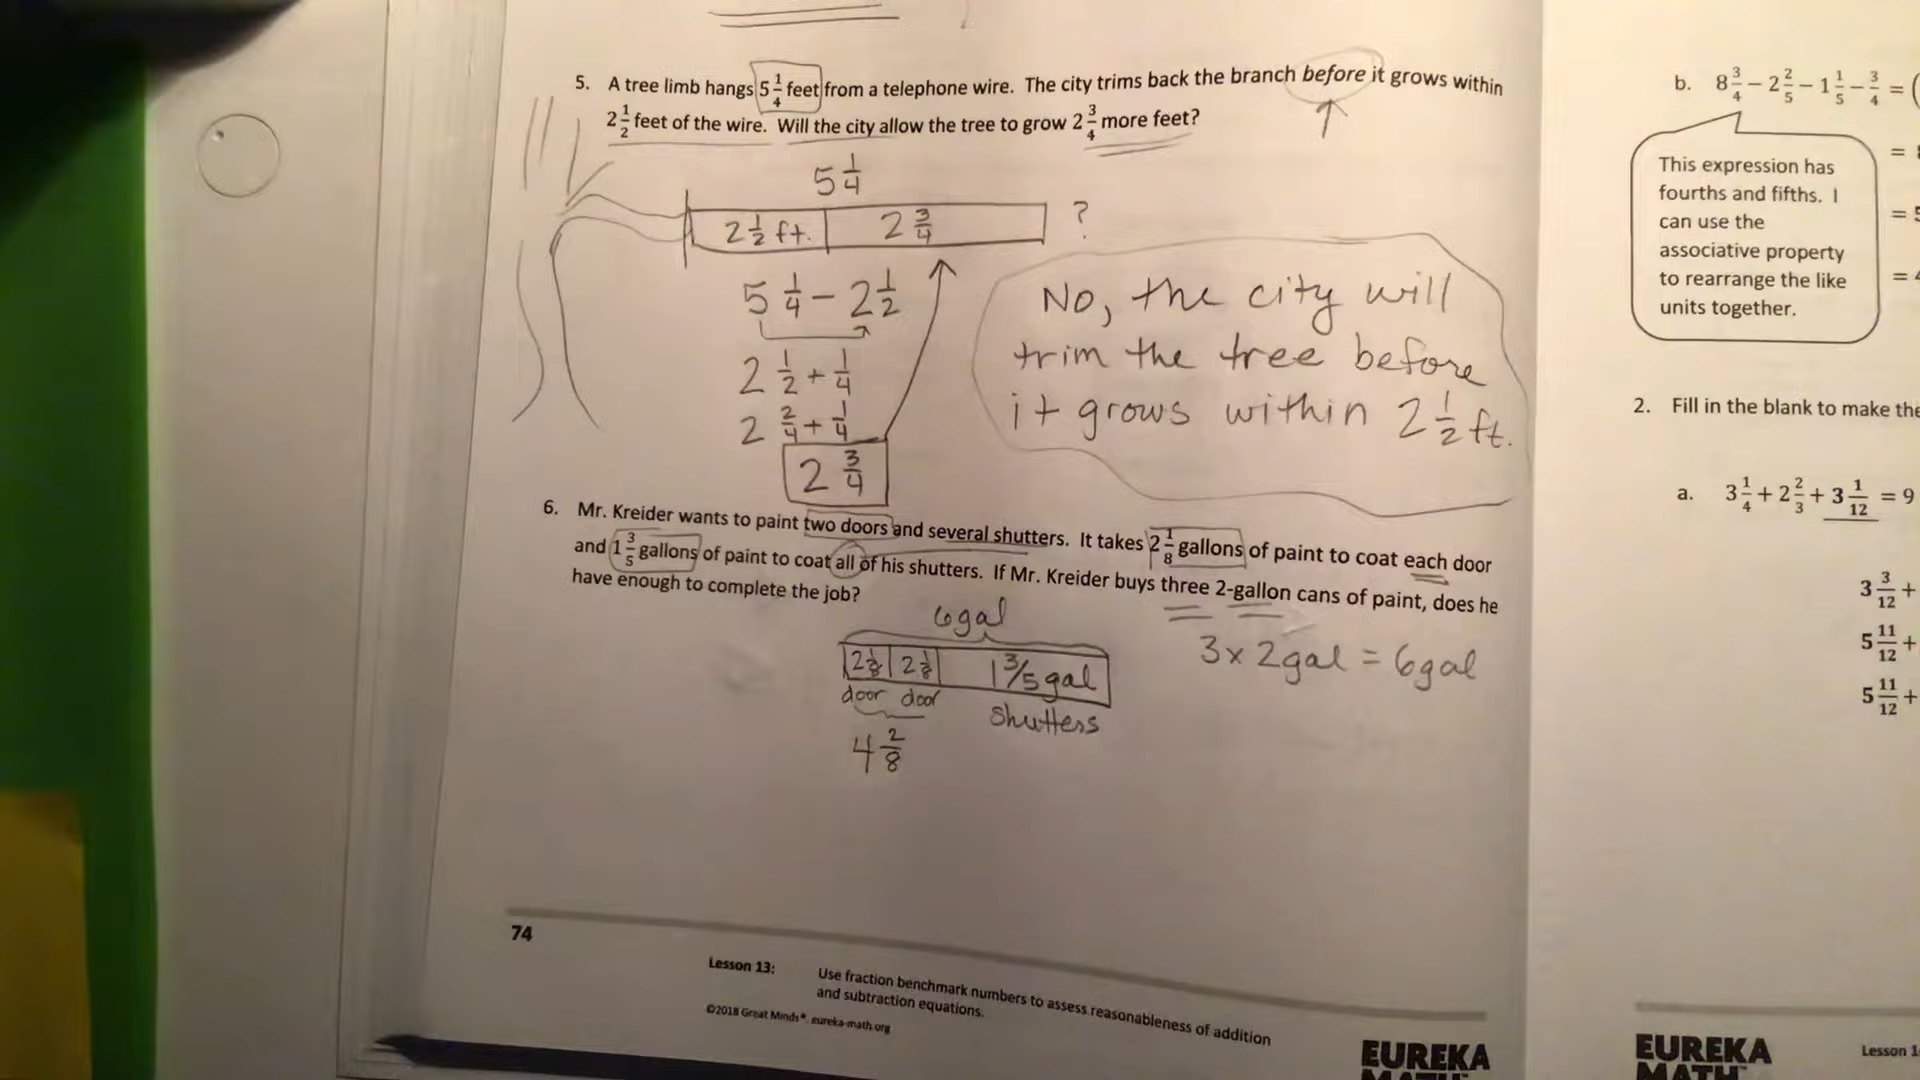 5. A tree limb hangs 5 1/4 feet from a telephone wire. The city trims back the branch before it grows within
2 1/2 feet of the wire. Will the city allow the tree to grow 2 3/4 more feet?
5 1/4
2 1/2 ft. 2 3/4 ?
5 1/4 - 2 1/2
2 1/2 + 1/4
2 2/4 + 1/4
2 3/4
No, the city will
trim the tree before
it grows within 2 1/2 ft.
6. Mr. Kreider wants to paint two doors and several shutters. It takes 2 1/8 gallons of paint to coat each door
and 1 3/5 gallons of paint to coat all of his shutters. If Mr. Kreider buys three 2-gallon cans of paint, does he
have enough to complete the job?
6gal
2 1/8 2 1/8 1 3/5 gal
door door
shutters
4 2/8
3 x 2gal = 6gal
74
Lesson 13: Use fraction benchmark numbers to assess reasonableness of addition
and subtraction equations.
©2018 Great Minds®. eureka-math.org
EUREKA
MATH
b. 8 3/4 − 2 2/5 − 1 1/5 − 3/4 = (
=
= 5
= 4
This expression has
fourths and fifths. I
can use the
associative property
to rearrange the like
units together.
2. Fill in the blank to make the
a. 3 1/4 + 2 2/3 + 3 1/12 = 9
3 3/12 +
5 11/12 +
5 11/12 +
EUREKA
MATH
Lesson 1